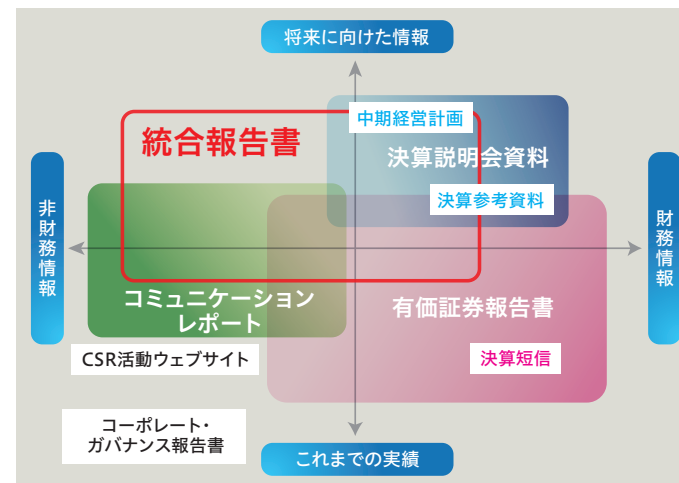 将来に向けた情報
中期経営計画
統合報告書
決算説明会資料
決算参考資料
非財務情報
財務情報
コミュニケーション
レポート
有価証券報告書
CSR活動ウェブサイト
決算短信
コーポレート・
ガバナンス報告書
これまでの実績